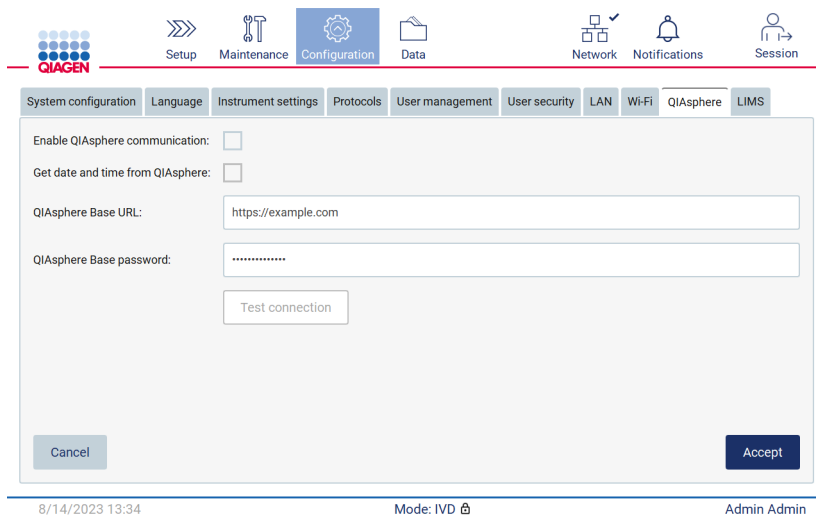 QIAGEN
Setup Maintenance Configuration Data Network Notifications Session
System configuration Language Instrument settings Protocols User management User security LAN Wi-Fi QIAsphere LIMS
Enable QIAsphere communication:
Get date and time from QIAsphere:
QIAsphere Base URL: https://example.com
QIAsphere Base password: ••••••••••••••
Test connection
Cancel Accept
8/14/2023 13:34 Mode: IVD Admin Admin